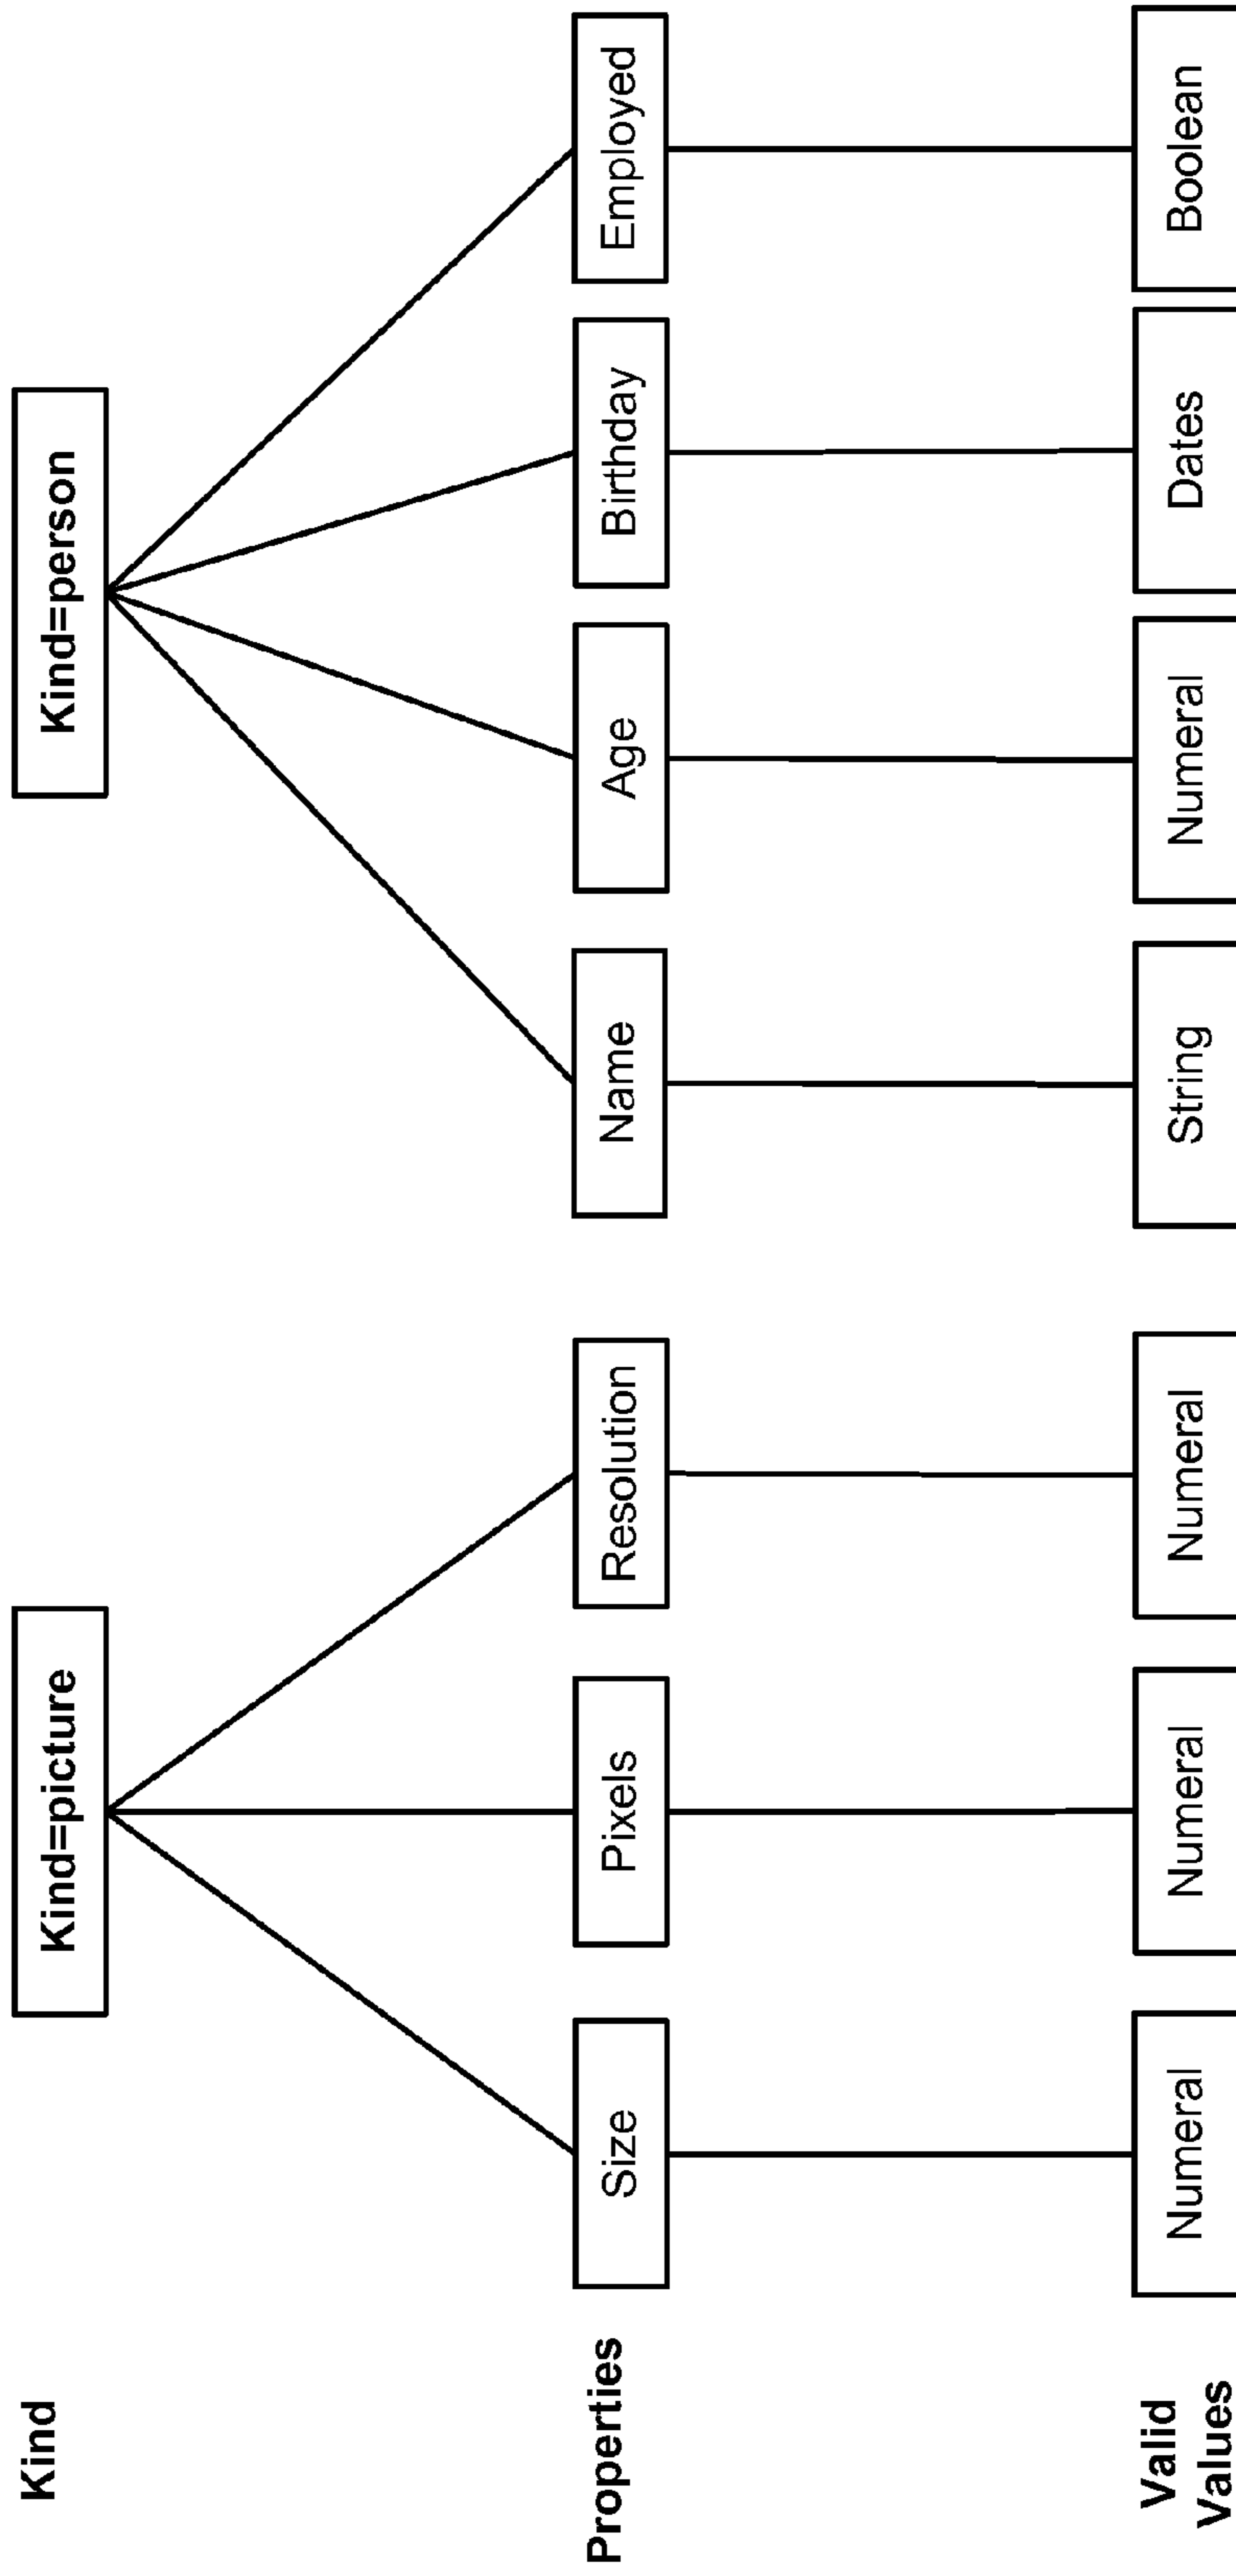 Kind
Kind=picture
Kind=person
Properties
Size
Pixels
Resolution
Name
Age
Birthday
Employed
Valid
Values
Numeral
Numeral
Numeral
String
Numeral
Dates
Boolean